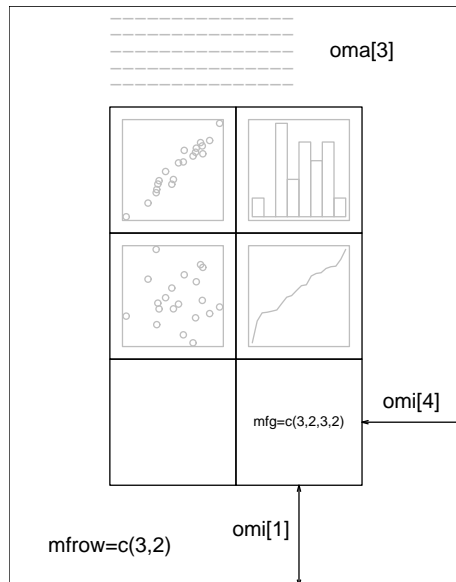 oma[3]
omi[4]
mfg=c(3,2,3,2)
omi[1]
mfrow=c(3,2)